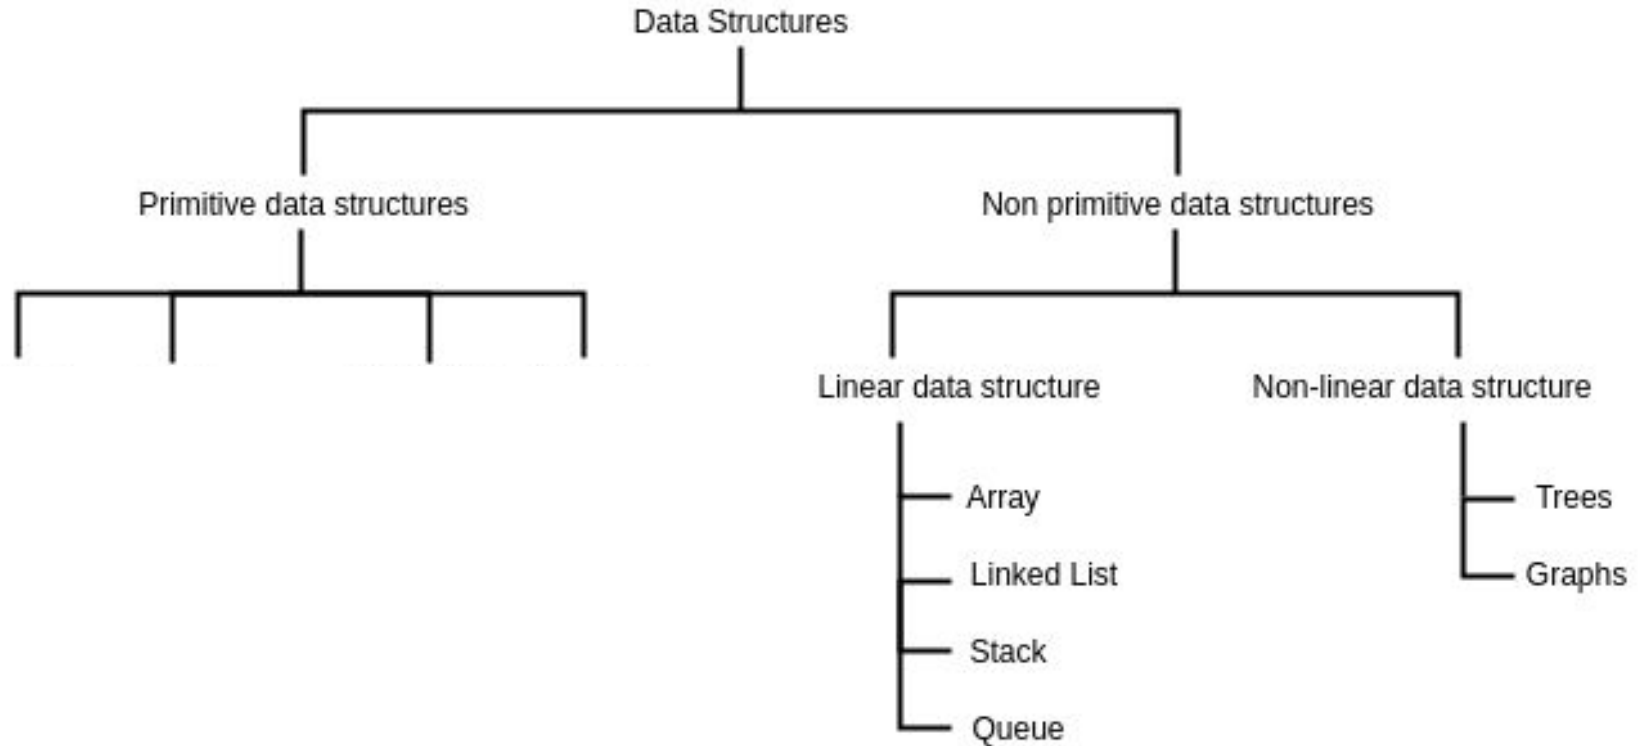 Data Structures
Primitive data structures
Non primitive data structures
Linear data structure
Non-linear data structure
Array
Trees
Linked List
Graphs
Stack
Queue